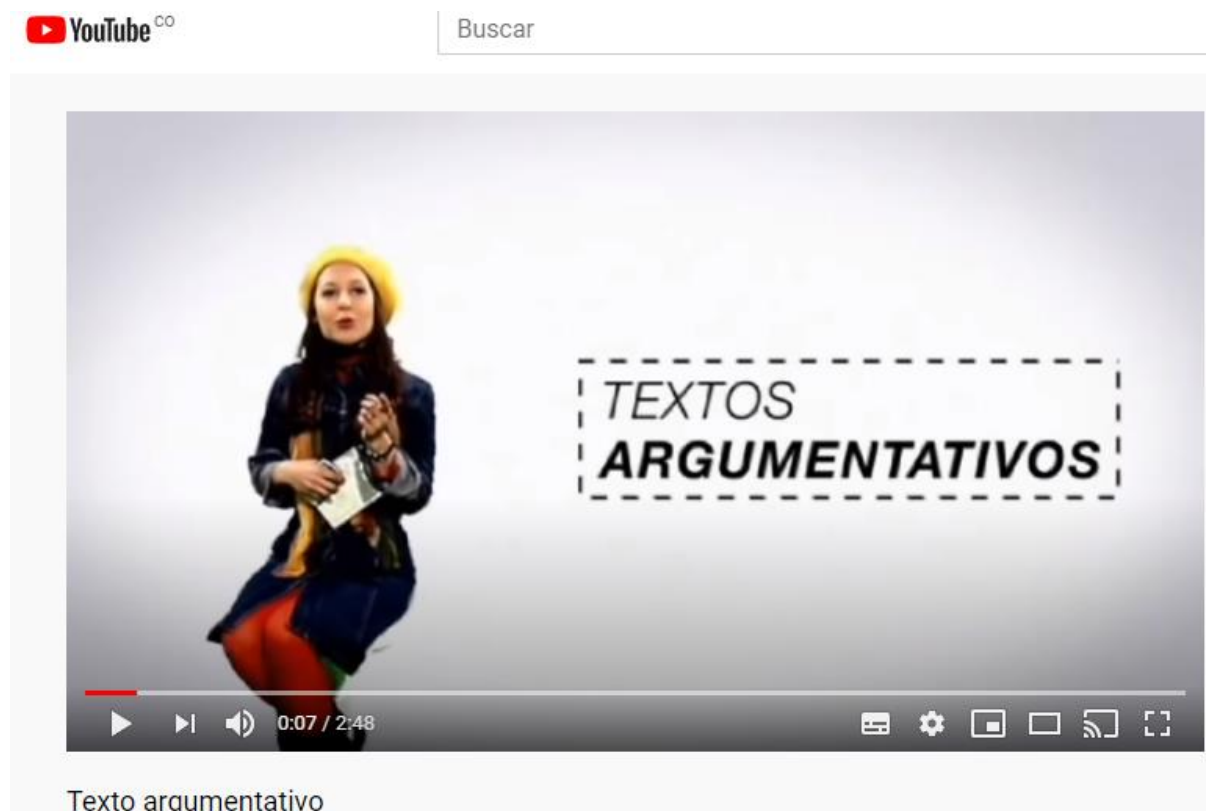 YouTube CO
Buscar
TEXTOS
ARGUMENTATIVOS
0:07 / 2:48
Texto argumentativo